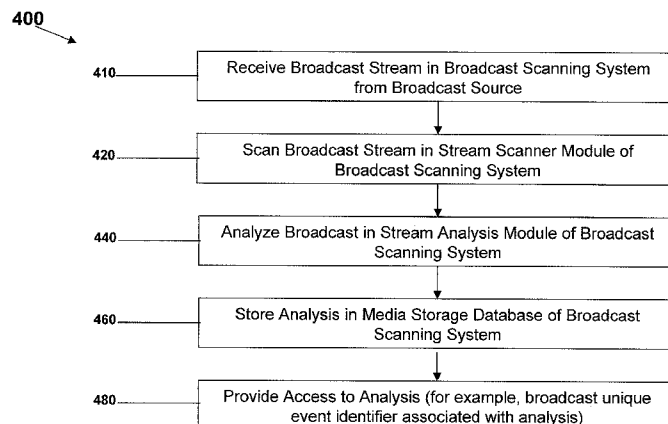 400
410
Receive Broadcast Stream in Broadcast Scanning System
from Broadcast Source
420
Scan Broadcast Stream in Stream Scanner Module of
Broadcast Scanning System
440
Analyze Broadcast in Stream Analysis Module of Broadcast
Scanning System
460
Store Analysis in Media Storage Database of Broadcast
Scanning System
480
Provide Access to Analysis (for example, broadcast unique
event identifier associated with analysis)